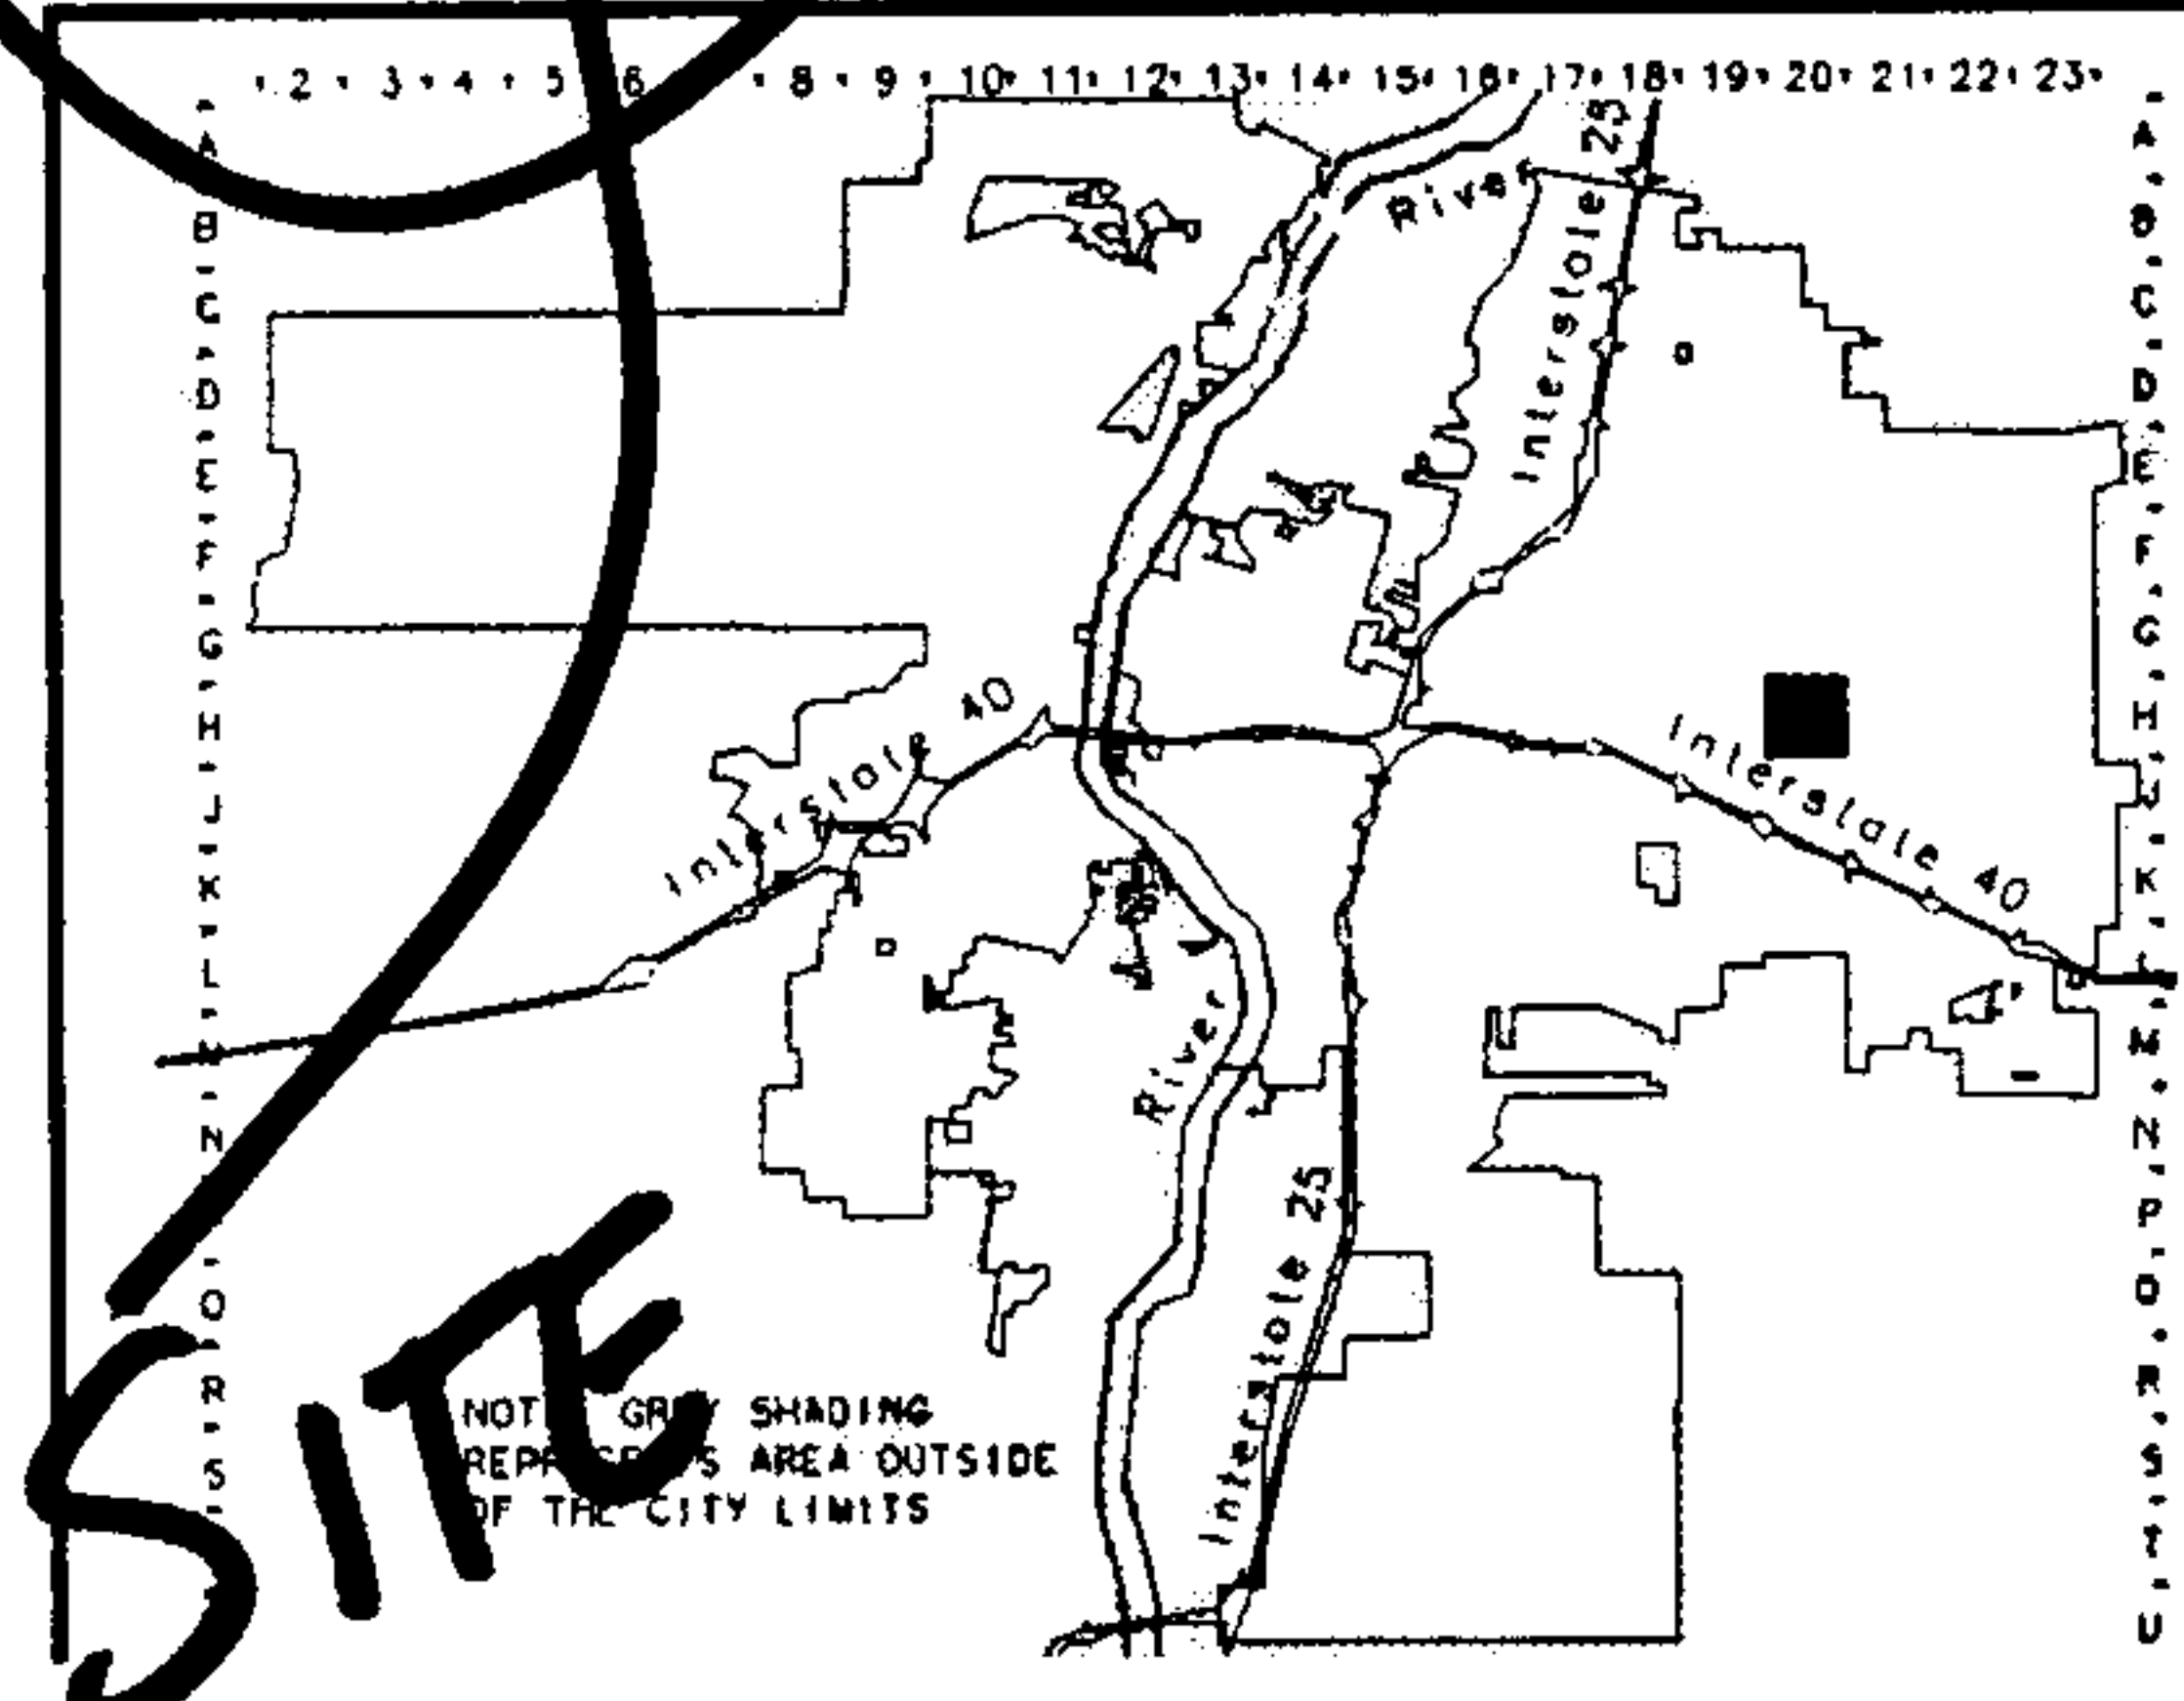 2 3 4 5 6 8 9 10 11 12 13 14 15 16 17 18 19 20 21 22 23
A A
B B
C C
D D
E E
F F
G G
H H
J J
K K
L L
M M
N N
P
Q Q
R R
S S
T
U
River
Interstate 25
Interstate 40
Interstate 40
River
Interstate 25
SITE
GREY SHADING
AREA OUTSIDE
OF THE CITY LIMITS